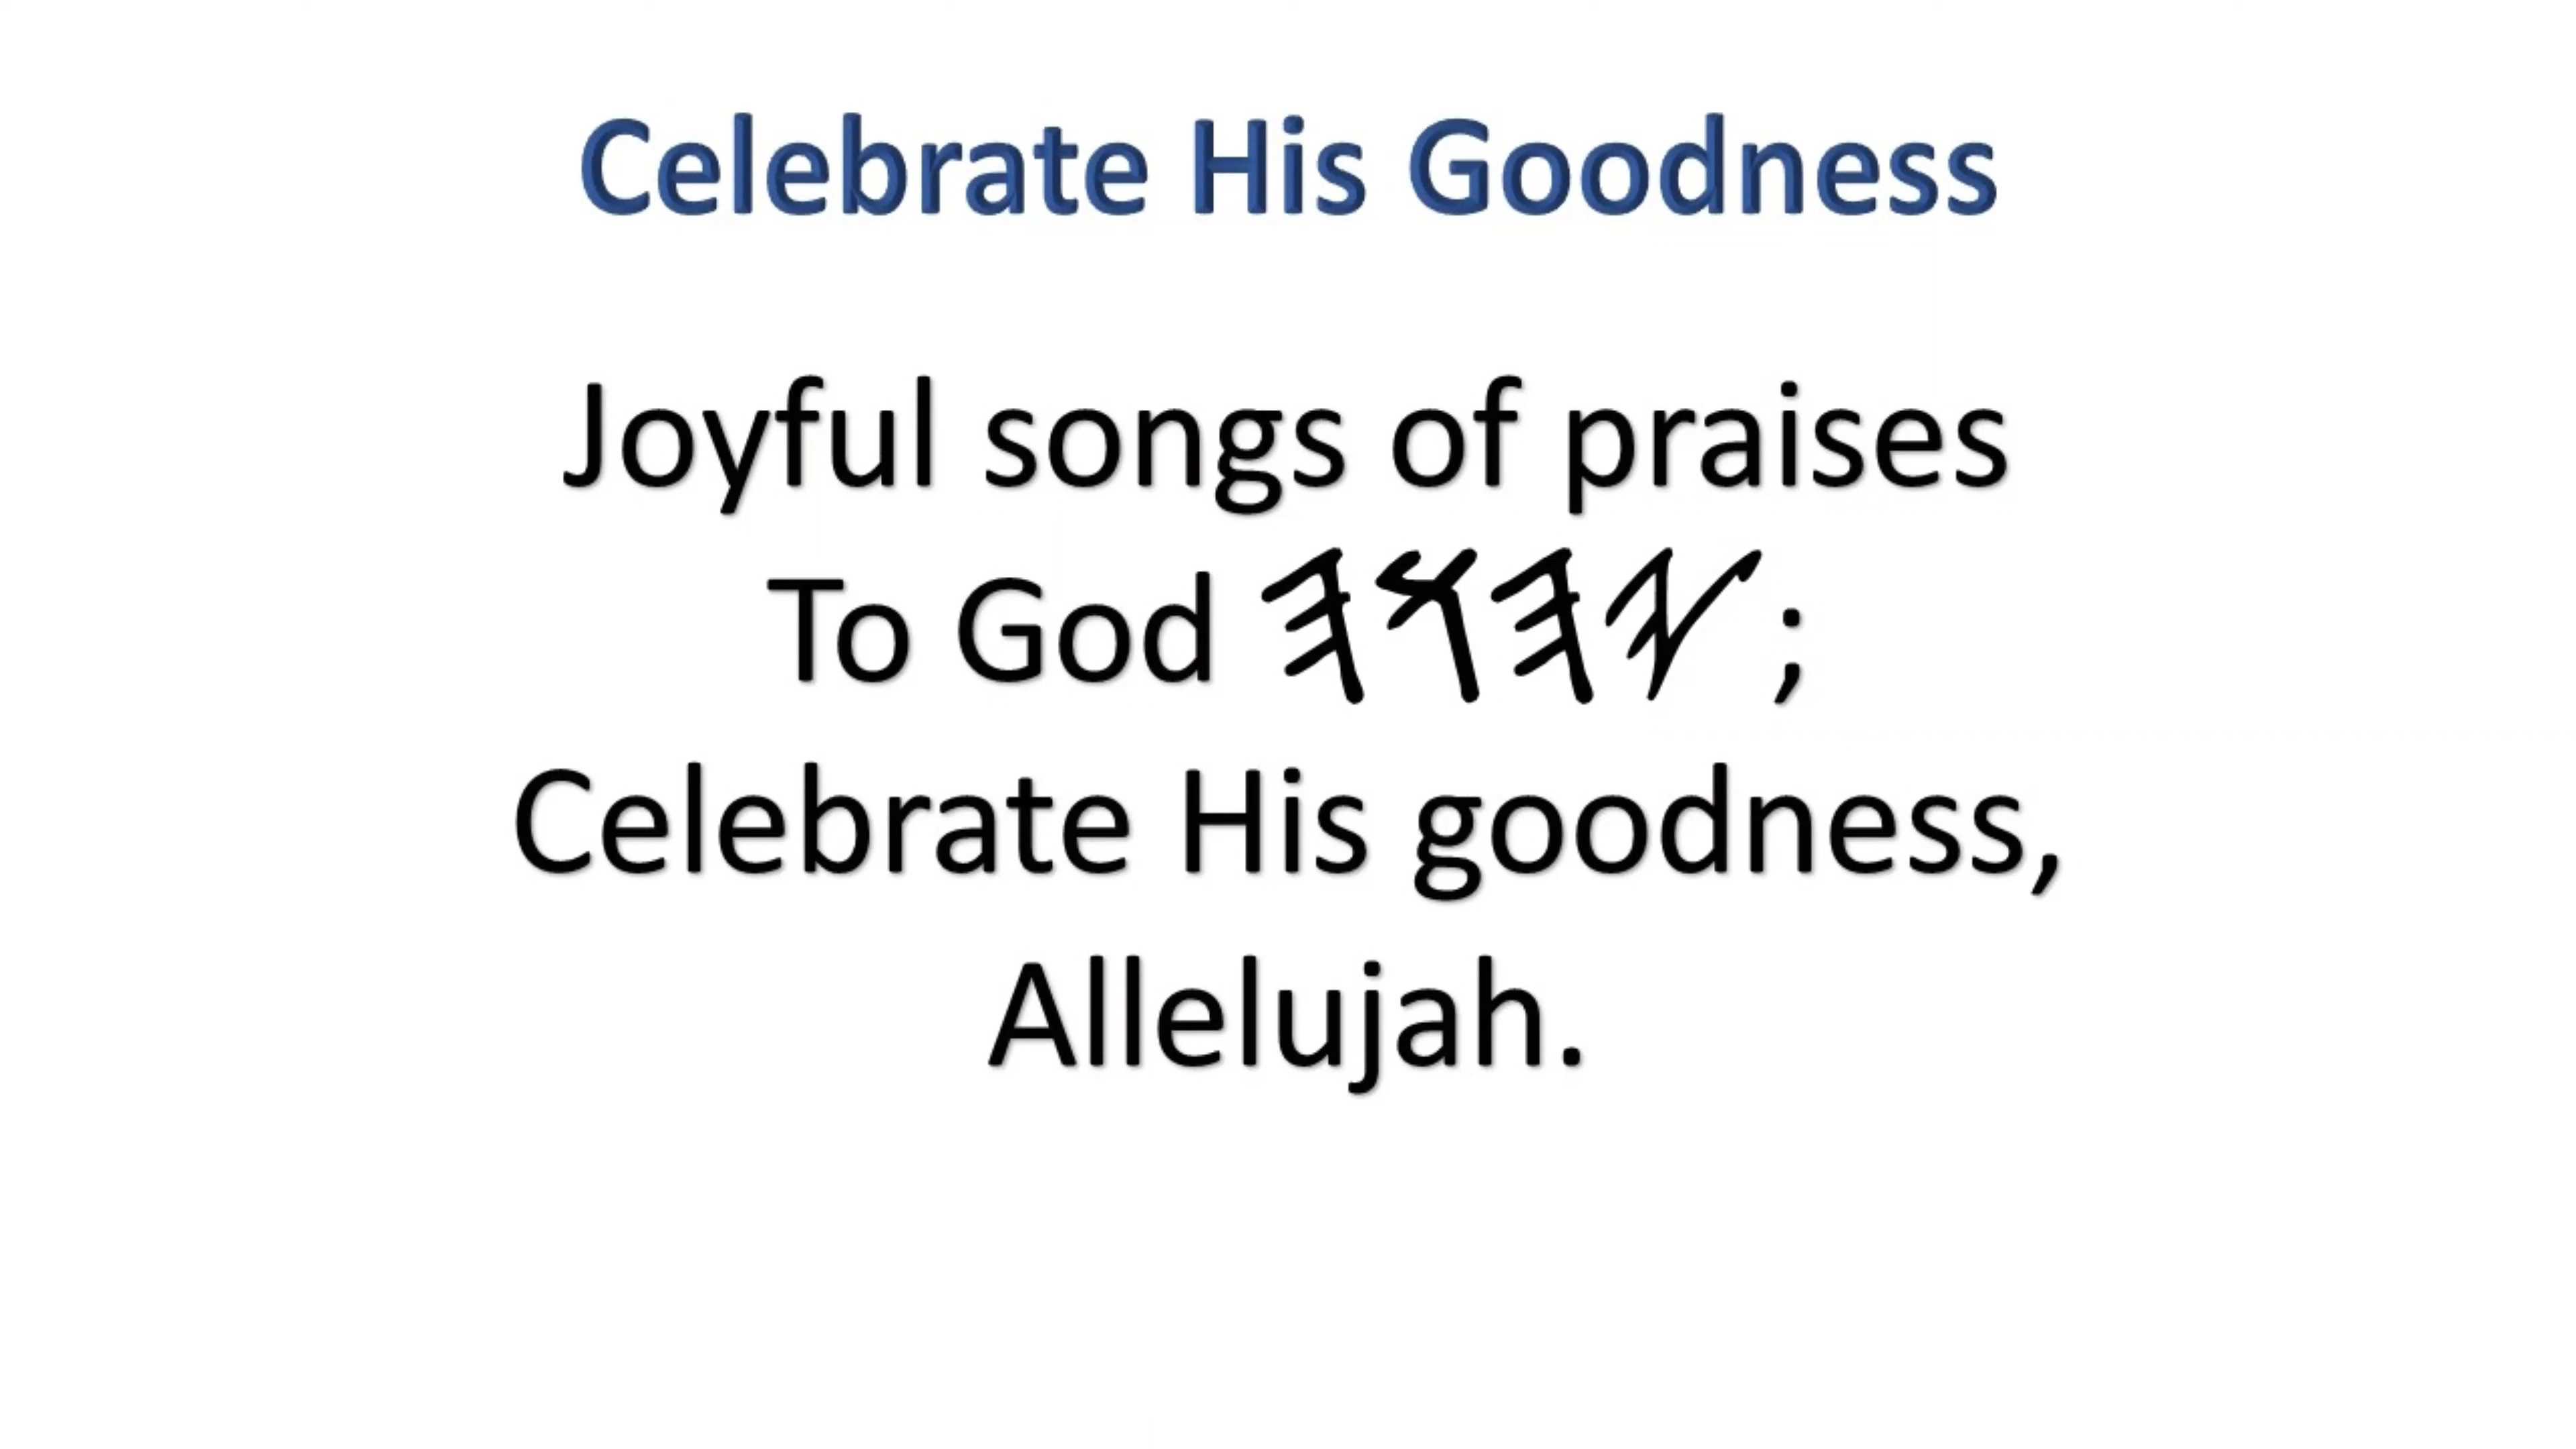 Celebrate His Goodness
Joyful songs of praises
To God 𐤉𐤄𐤅𐤄;
Celebrate His goodness,
Allelujah.